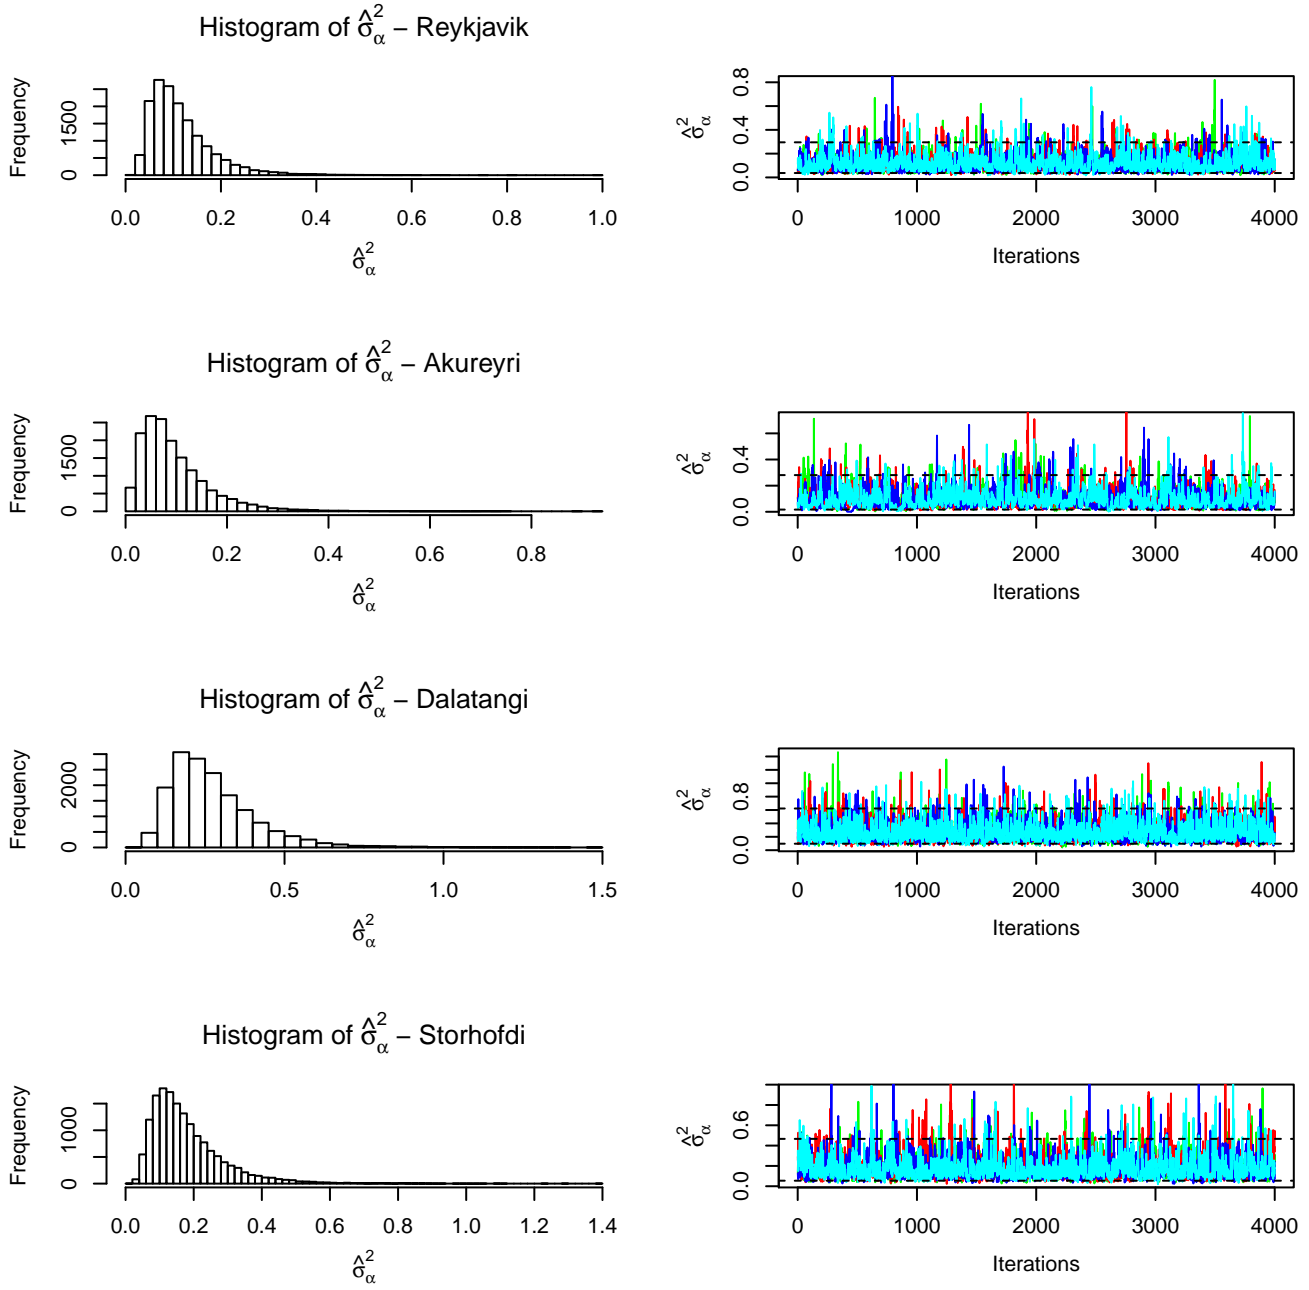 Histogram of σ̂²α – Reykjavik
Frequency
0 1500
0.0 0.2 0.4 0.6 0.8 1.0
σ̂²α
σ̂²α
0.0 0.4 0.8
0 1000 2000 3000 4000
Iterations
Histogram of σ̂²α – Akureyri
Frequency
0 1500
0.0 0.2 0.4 0.6 0.8
σ̂²α
σ̂²α
0.0 0.4
0 1000 2000 3000 4000
Iterations
Histogram of σ̂²α – Dalatangi
Frequency
0 2000
0.0 0.5 1.0 1.5
σ̂²α
σ̂²α
0.0 0.8
0 1000 2000 3000 4000
Iterations
Histogram of σ̂²α – Storhofdi
Frequency
0 1000
0.0 0.2 0.4 0.6 0.8 1.0 1.2 1.4
σ̂²α
σ̂²α
0.0 0.6
0 1000 2000 3000 4000
Iterations